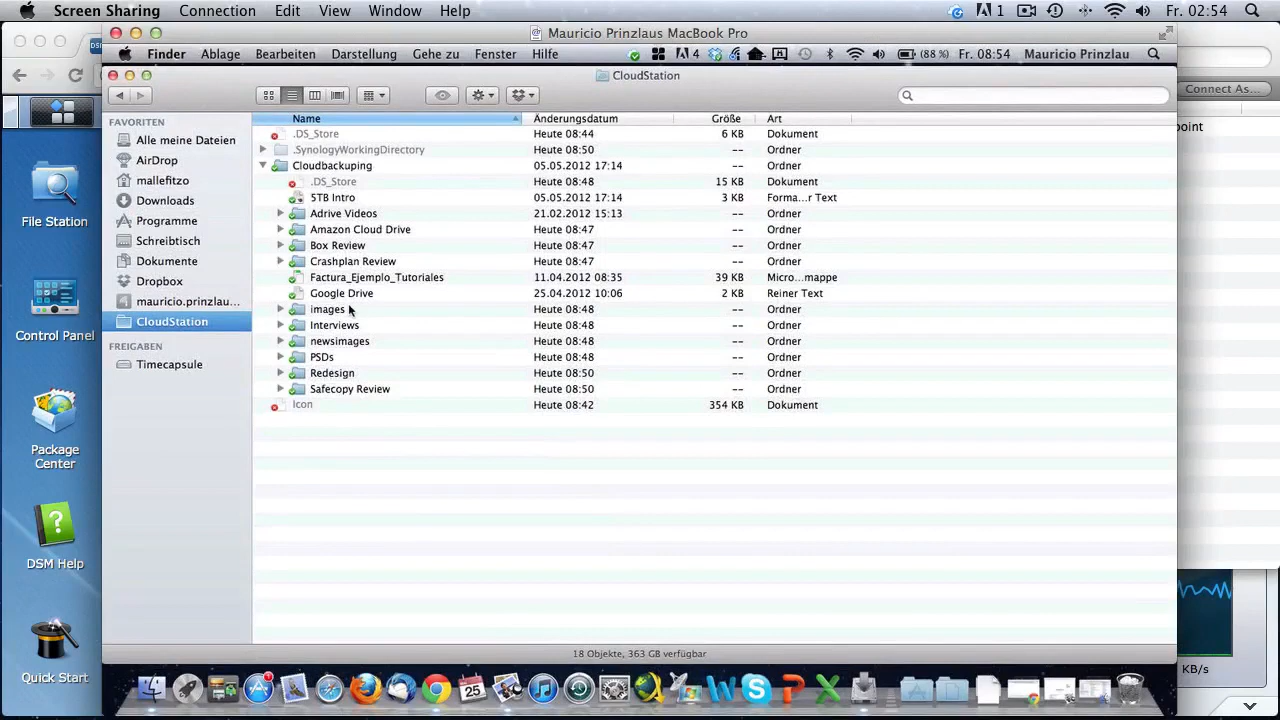 Screen Sharing Connection Edit View Window Help 1 Fr. 02:54
Mauricio Prinzlaus MacBook Pro
Finder Ablage Bearbeiten Darstellung Gehe zu Fenster Hilfe 4 (88 %) Fr. 08:54 Mauricio Prinzlau
CloudStation
Connect As...
FAVORITEN
Alle meine Dateien
AirDrop
mallefitzo
Downloads
Programme
Schreibtisch
Dokumente
Dropbox
mauricio.prinzlau...
CloudStation
FREIGABEN
Timecapsule
Name Änderungsdatum Größe Art
.DS_Store Heute 08:44 6 KB Dokument
.SynologyWorkingDirectory Heute 08:50 -- Ordner
Cloudbackuping 05.05.2012 17:14 -- Ordner
.DS_Store Heute 08:48 15 KB Dokument
5TB Intro 05.05.2012 17:14 3 KB Forma...r Text
Adrive Videos 21.02.2012 15:13 -- Ordner
Amazon Cloud Drive Heute 08:47 -- Ordner
Box Review Heute 08:47 -- Ordner
Crashplan Review Heute 08:47 -- Ordner
Factura_Ejemplo_Tutoriales 11.04.2012 08:35 39 KB Micro...mappe
Google Drive 25.04.2012 10:06 2 KB Reiner Text
images Heute 08:48 -- Ordner
Interviews Heute 08:48 -- Ordner
newsimages Heute 08:48 -- Ordner
PSDs Heute 08:48 -- Ordner
Redesign Heute 08:50 -- Ordner
Safecopy Review Heute 08:50 -- Ordner
Icon Heute 08:42 354 KB Dokument
18 Objekte, 363 GB verfügbar
File Station
Control Panel
Package
Center
DSM Help
Quick Start
point
KB/s
25